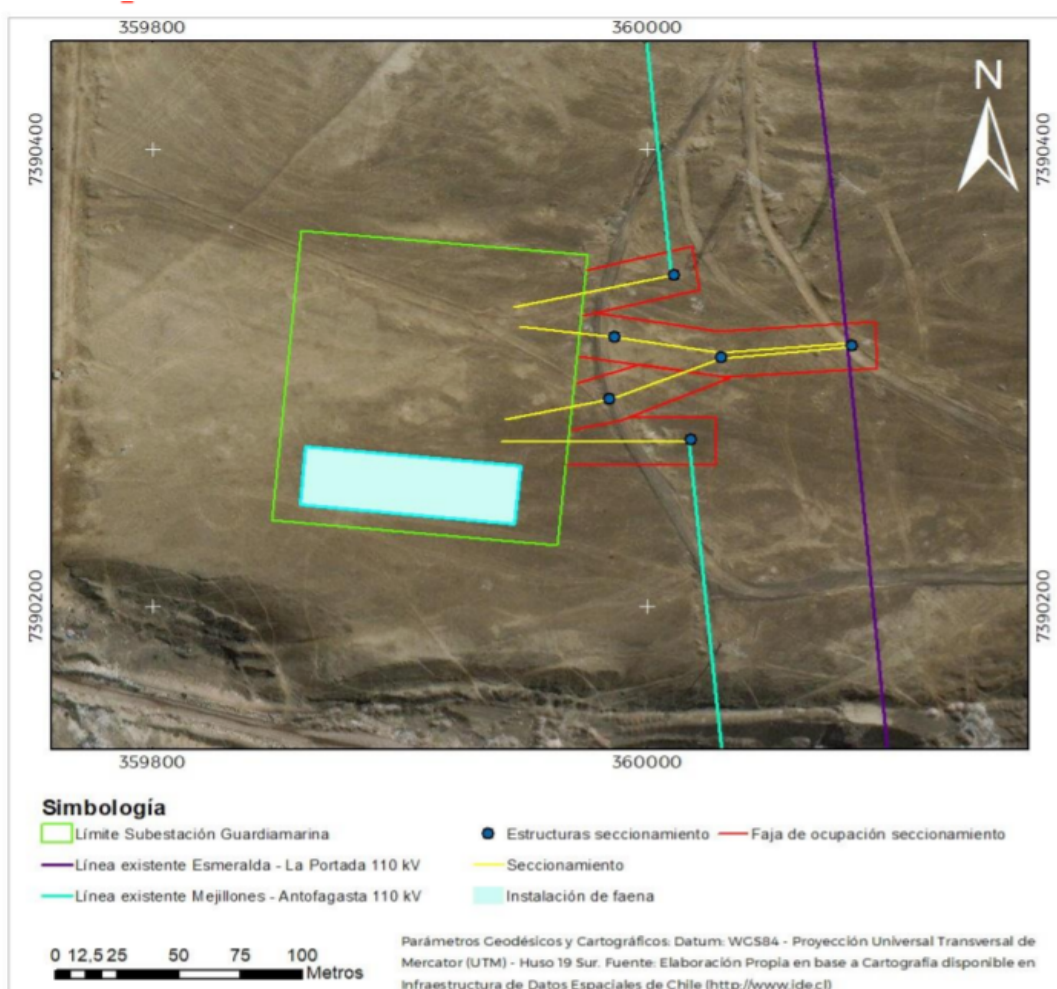 359800 360000
N
7390400 7390400
7390200 7390200
359800 360000
Simbología
Límite Subestación Guardiamarina
Estructuras seccionamiento
Faja de ocupación seccionamiento
Línea existente Esmeralda - La Portada 110 kV
Seccionamiento
Línea existente Mejillones - Antofagasta 110 kV
Instalación de faena
0 12,5 25 50 75 100
Metros
Parámetros Geodésicos y Cartográficos: Datum: WGS84 - Proyección Universal Transversal de
Mercator (UTM) - Huso 19 Sur. Fuente: Elaboración Propia en base a Cartografía disponible en
Infraestructura de Datos Espaciales de Chile (http://www.ide.cl)